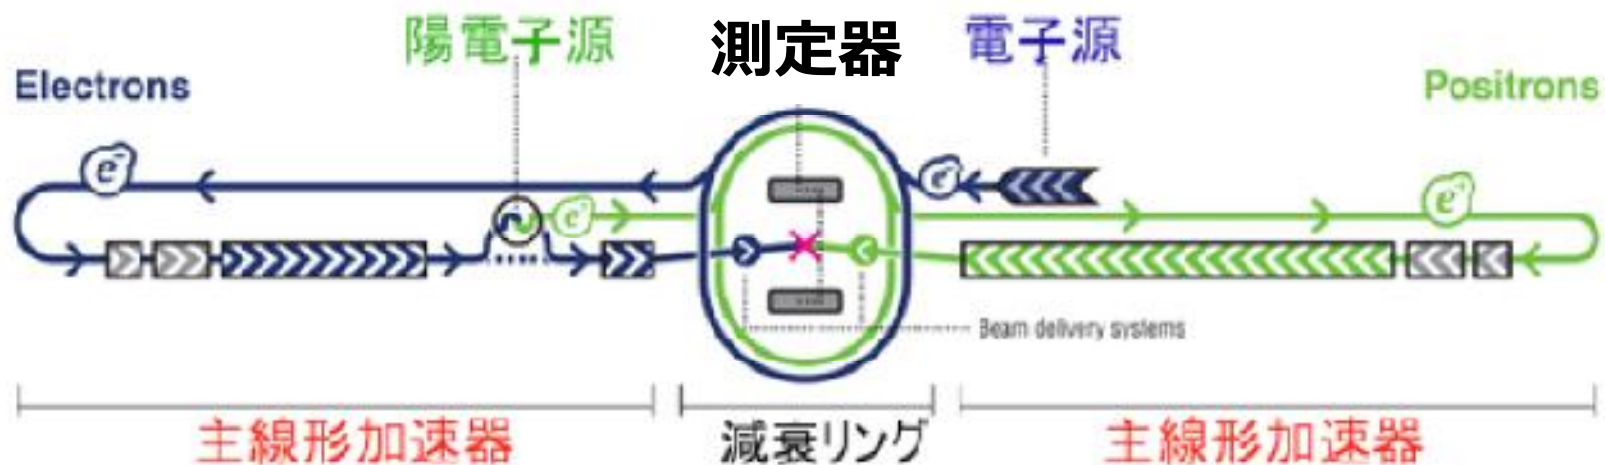 陽電子源
測定器
電子源
Electrons
Positrons
e⁻
e⁻
e⁺
e⁺
Beam delivery systems
主線形加速器
減衰リング
主線形加速器